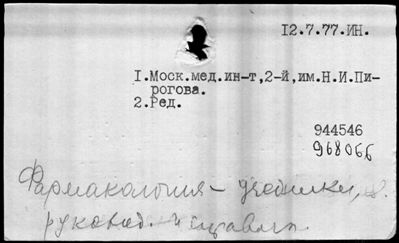 12.7.77.ИН.
1.Моск.мед.ин-т,2-й,им.Н.И.Пи-
рогова.
2.Ред.
944546
968066
Фармакология - учебники,
руковод. и справоч.